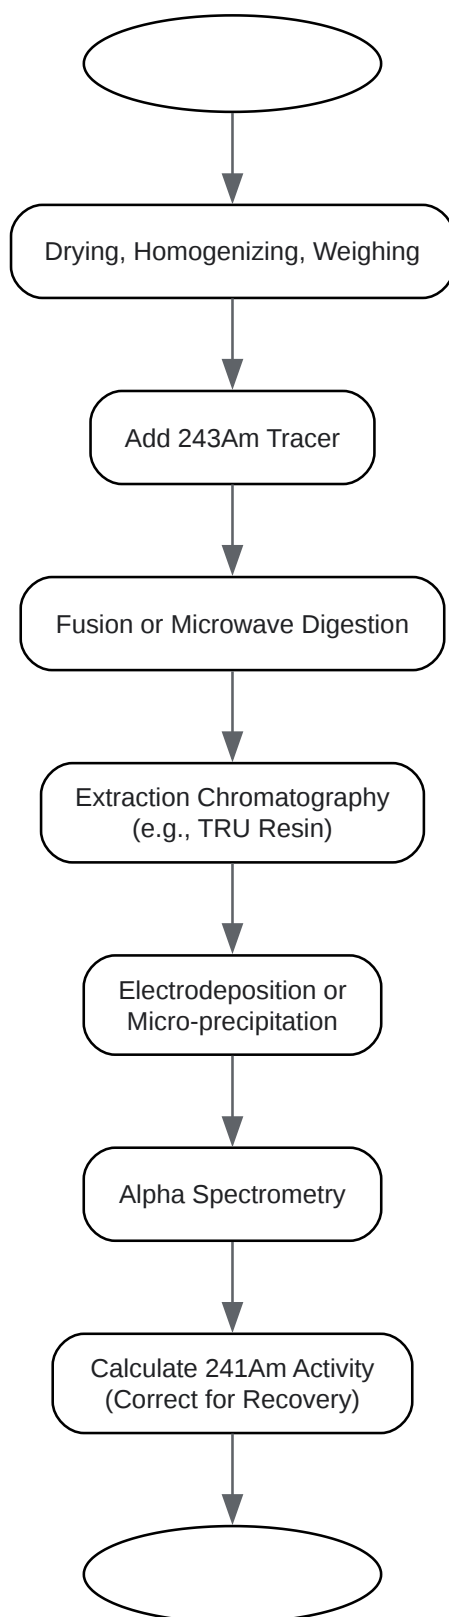 Drying, Homogenizing, Weighing
Add 243Am Tracer
Fusion or Microwave Digestion
Extraction Chromatography
(e.g., TRU Resin)
Electrodeposition or
Micro-precipitation
Alpha Spectrometry
Calculate 241Am Activity
(Correct for Recovery)